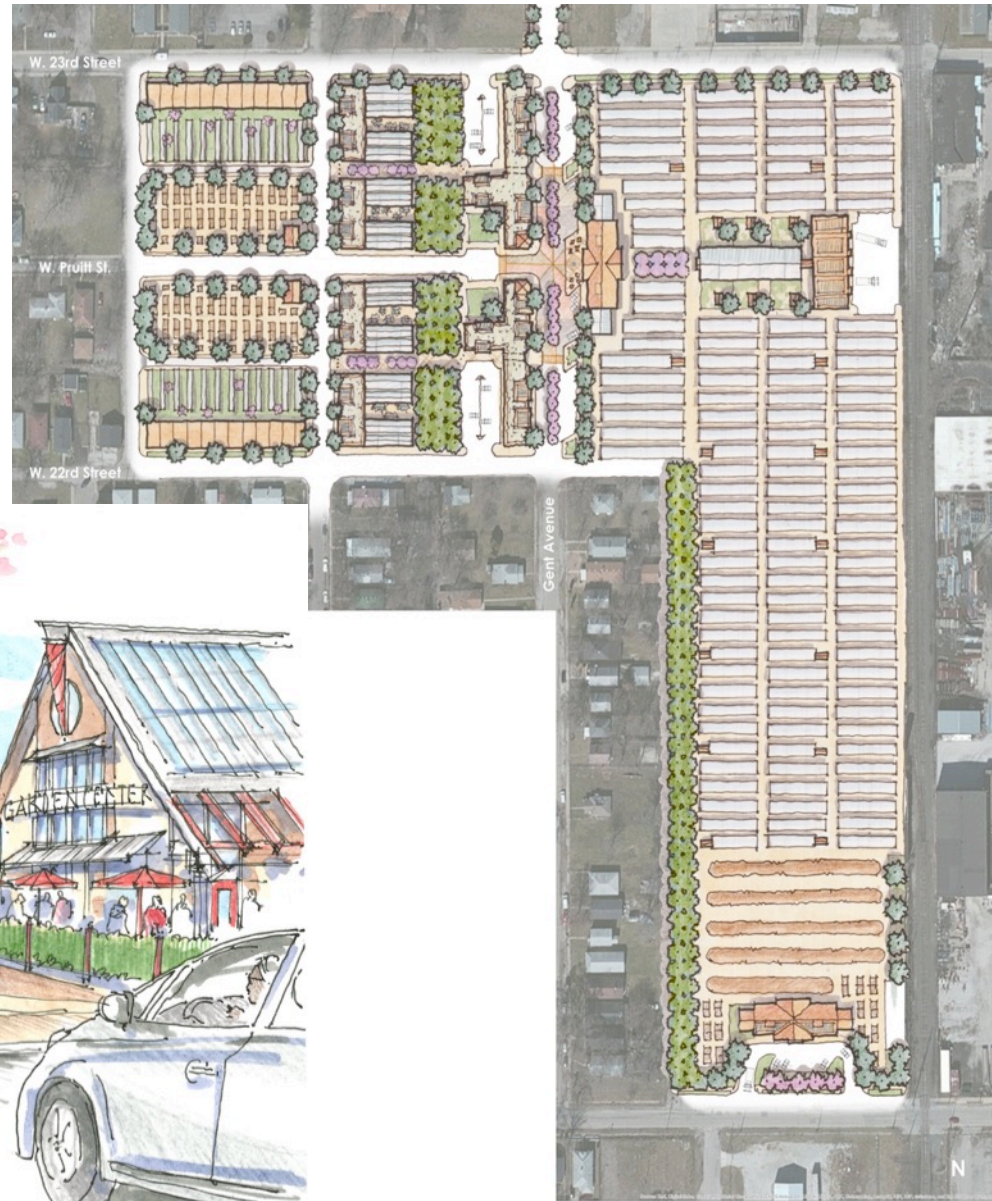 W. 23rd Street
W. Pruitt St.
W. 22rd Street
Gent Avenue
GARDEN CENTER
N